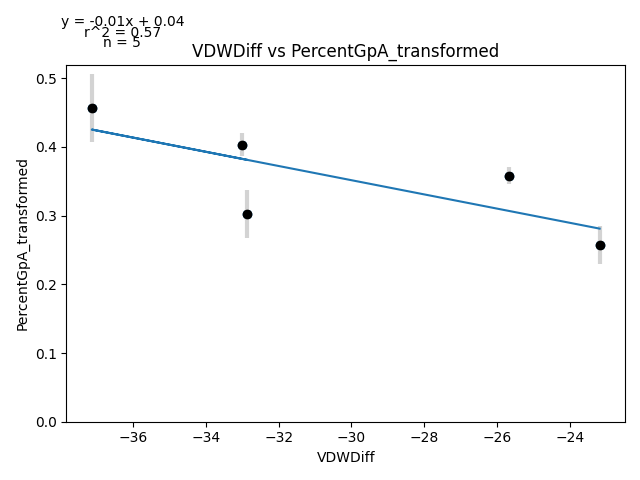 y = -0.01x + 0.04
r^2 = 0.57
n = 5
VDWDiff vs PercentGpA_transformed
0.5
0.4
0.3
0.2
0.1
0.0
PercentGpA_transformed
−36
−34
−32
−30
−28
−26
−24
VDWDiff